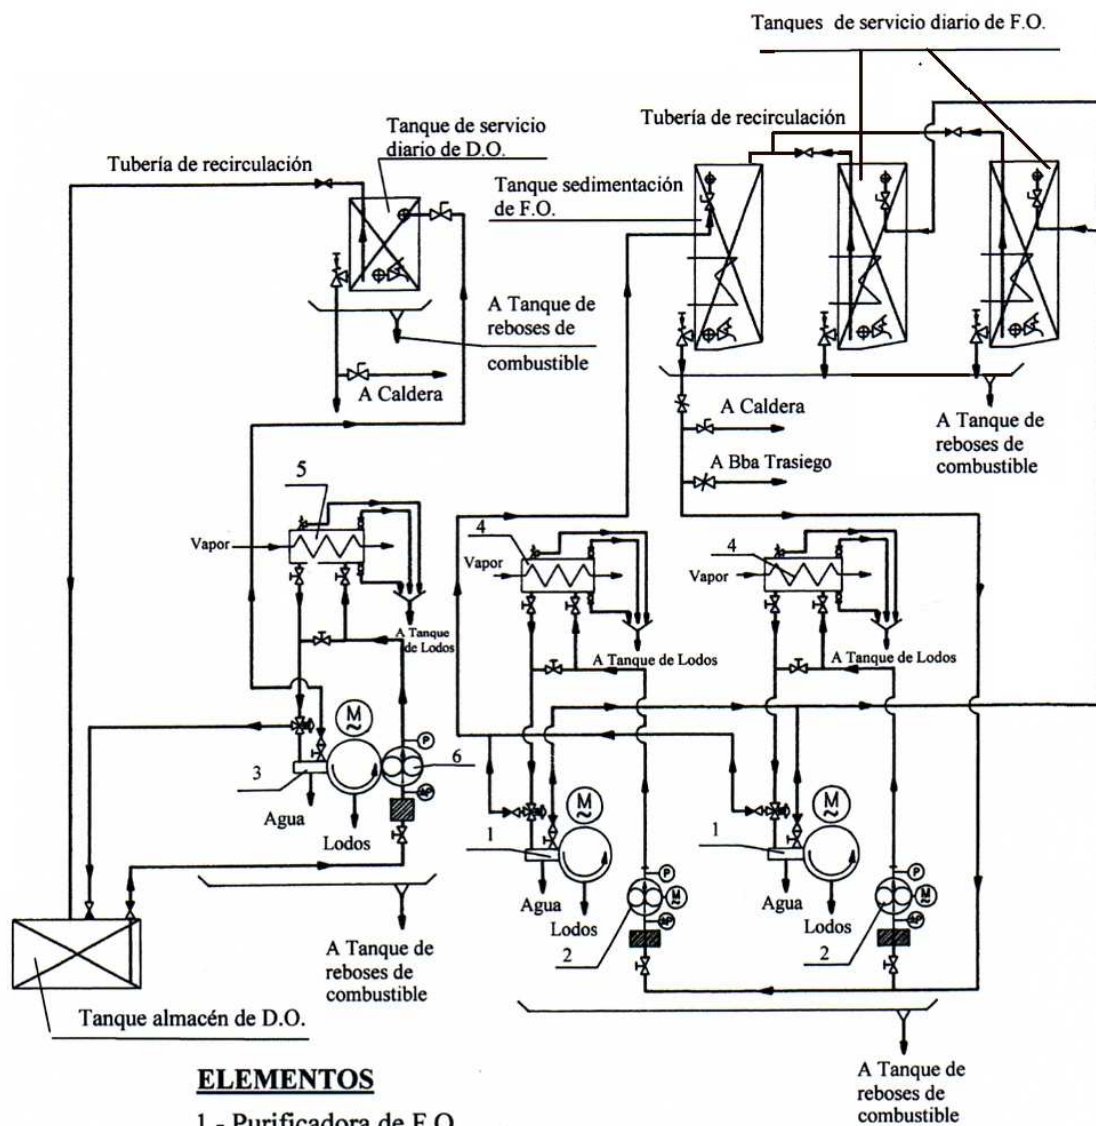 Tanques de servicio diario de F.O.
Tanque de servicio
diario de D.O.
Tubería de recirculación
Tubería de recirculación
Tanque sedimentación
de F.O.
A Tanque de
reboses de
combustible
A Caldera
A Caldera
A Bba Trasiego
A Tanque de
reboses de
combustible
5
4
4
Vapor
Vapor
Vapor
A Tanque
de Lodos
A Tanque de Lodos
A Tanque de Lodos
M
~
P
6
3
ΔP
Agua
Lodos
M
~
1
Agua
Lodos
P
M
~
ΔP
2
M
~
1
Agua
Lodos
P
M
~
ΔP
2
A Tanque de
reboses de
combustible
Tanque almacén de D.O.
A Tanque de
reboses de
combustible
ELEMENTOS
1.- Purificadora de F.O.